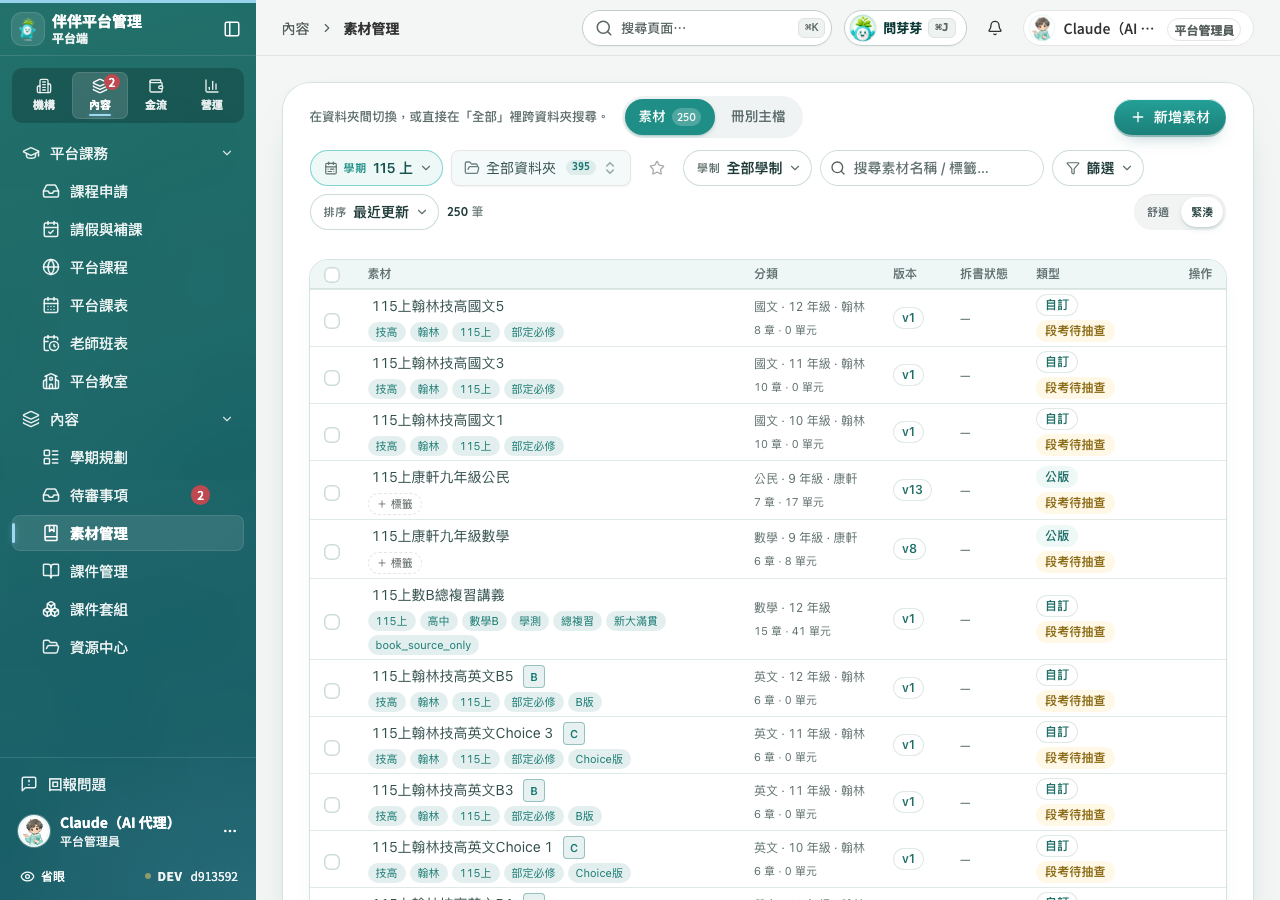 伴伴平台管理
平台端
機構
內容
2
金流
營運
平台課務
課程申請
請假與補課
平台課程
平台課表
老師班表
平台教室
內容
學期規劃
待審事項
2
素材管理
課件管理
課件套組
資源中心
回報問題
Claude（AI 代理）
平台管理員
省眼
DEV d913592
內容 > 素材管理
搜尋頁面⋯ ⌘K
問芽芽 ⌘J
Claude（AI ⋯ 平台管理員
在資料夾間切換，或直接在「全部」裡跨資料夾搜尋。
素材 250
冊別主檔
+ 新增素材
學期 115 上
全部資料夾 395
學制 全部學制
搜尋素材名稱 / 標籤...
篩選
排序 最近更新
250 筆
舒適 緊湊
素材 分類 版本 拆書狀態 類型 操作
115上翰林技高國文5
技高 翰林 115上 部定必修
國文 · 12 年級 · 翰林
8 章 · 0 單元
v1
—
自訂
段考待抽查
115上翰林技高國文3
技高 翰林 115上 部定必修
國文 · 11 年級 · 翰林
10 章 · 0 單元
v1
—
自訂
段考待抽查
115上翰林技高國文1
技高 翰林 115上 部定必修
國文 · 10 年級 · 翰林
10 章 · 0 單元
v1
—
自訂
段考待抽查
115上康軒九年級公民
+ 標籤
公民 · 9 年級 · 康軒
7 章 · 17 單元
v13
—
公版
段考待抽查
115上康軒九年級數學
+ 標籤
數學 · 9 年級 · 康軒
6 章 · 8 單元
v8
—
公版
段考待抽查
115上數B總複習講義
115上 高中 數學B 學測 總複習 新大滿貫
book_source_only
數學 · 12 年級
15 章 · 41 單元
v1
—
自訂
段考待抽查
115上翰林技高英文B5 B
技高 翰林 115上 部定必修 B版
英文 · 12 年級 · 翰林
6 章 · 0 單元
v1
—
自訂
段考待抽查
115上翰林技高英文Choice 3 C
技高 翰林 115上 部定必修 Choice版
英文 · 11 年級 · 翰林
6 章 · 0 單元
v1
—
自訂
段考待抽查
115上翰林技高英文B3 B
技高 翰林 115上 部定必修 B版
英文 · 11 年級 · 翰林
6 章 · 0 單元
v1
—
自訂
段考待抽查
115上翰林技高英文Choice 1 C
技高 翰林 115上 部定必修 Choice版
英文 · 10 年級 · 翰林
6 章 · 0 單元
v1
—
自訂
段考待抽查